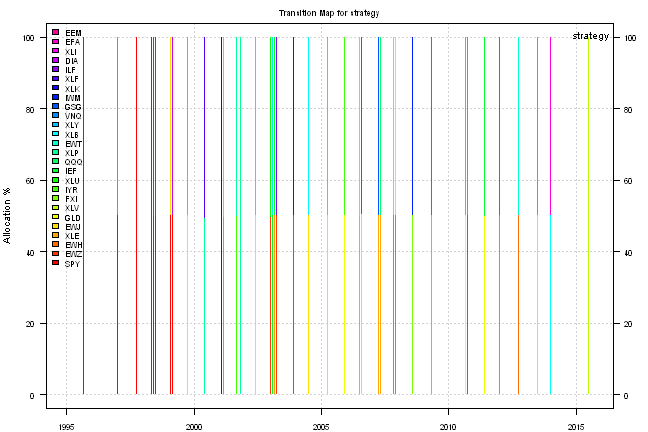 Transition Map for strategy
strategy
Allocation %
100
80
60
40
20
0
100
80
60
40
20
0
EEM
EFA
XLI
DIA
ILF
XLF
XLK
IWM
GSG
VNQ
XLY
XLB
EWT
XLP
QQQ
IEF
XLU
IYR
FXI
XLV
GLD
EWJ
XLE
EWH
EWZ
SPY
1995
2000
2005
2010
2015